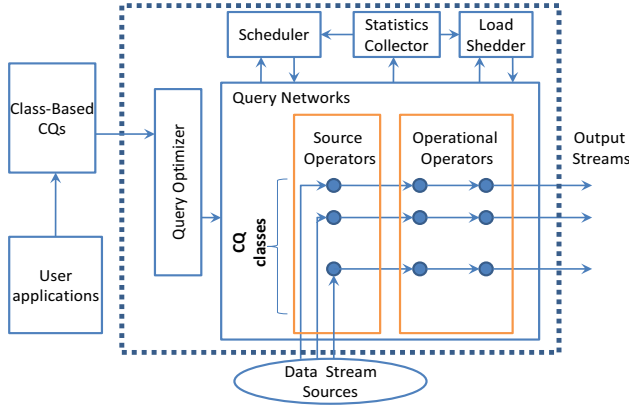 Scheduler
Statistics
Collector
Load
Shedder
Class-Based
CQs
Query Optimizer
Query Networks
Source
Operators
Operational
Operators
Output
Streams
CQ
classes
User
applications
Data Stream
Sources